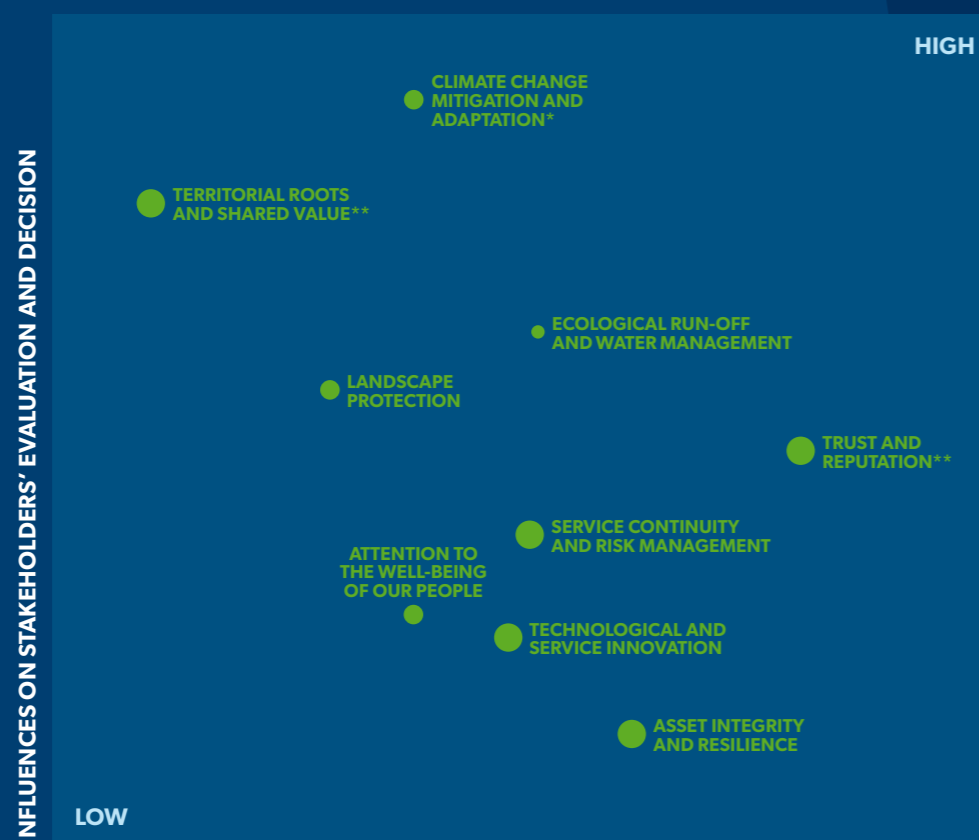 HIGH
CLIMATE CHANGE
MITIGATION AND
ADAPTATION*
TERRITORIAL ROOTS
AND SHARED VALUE**
ECOLOGICAL RUN-OFF
AND WATER MANAGEMENT
LANDSCAPE
PROTECTION
TRUST AND
REPUTATION**
SERVICE CONTINUITY
AND RISK MANAGEMENT
ATTENTION TO
THE WELL-BEING
OF OUR PEOPLE
TECHNOLOGICAL AND
SERVICE INNOVATION
ASSET INTEGRITY
AND RESILIENCE
LOW
NFLUENCES ON STAKEHOLDERS’ EVALUATION AND DECISION